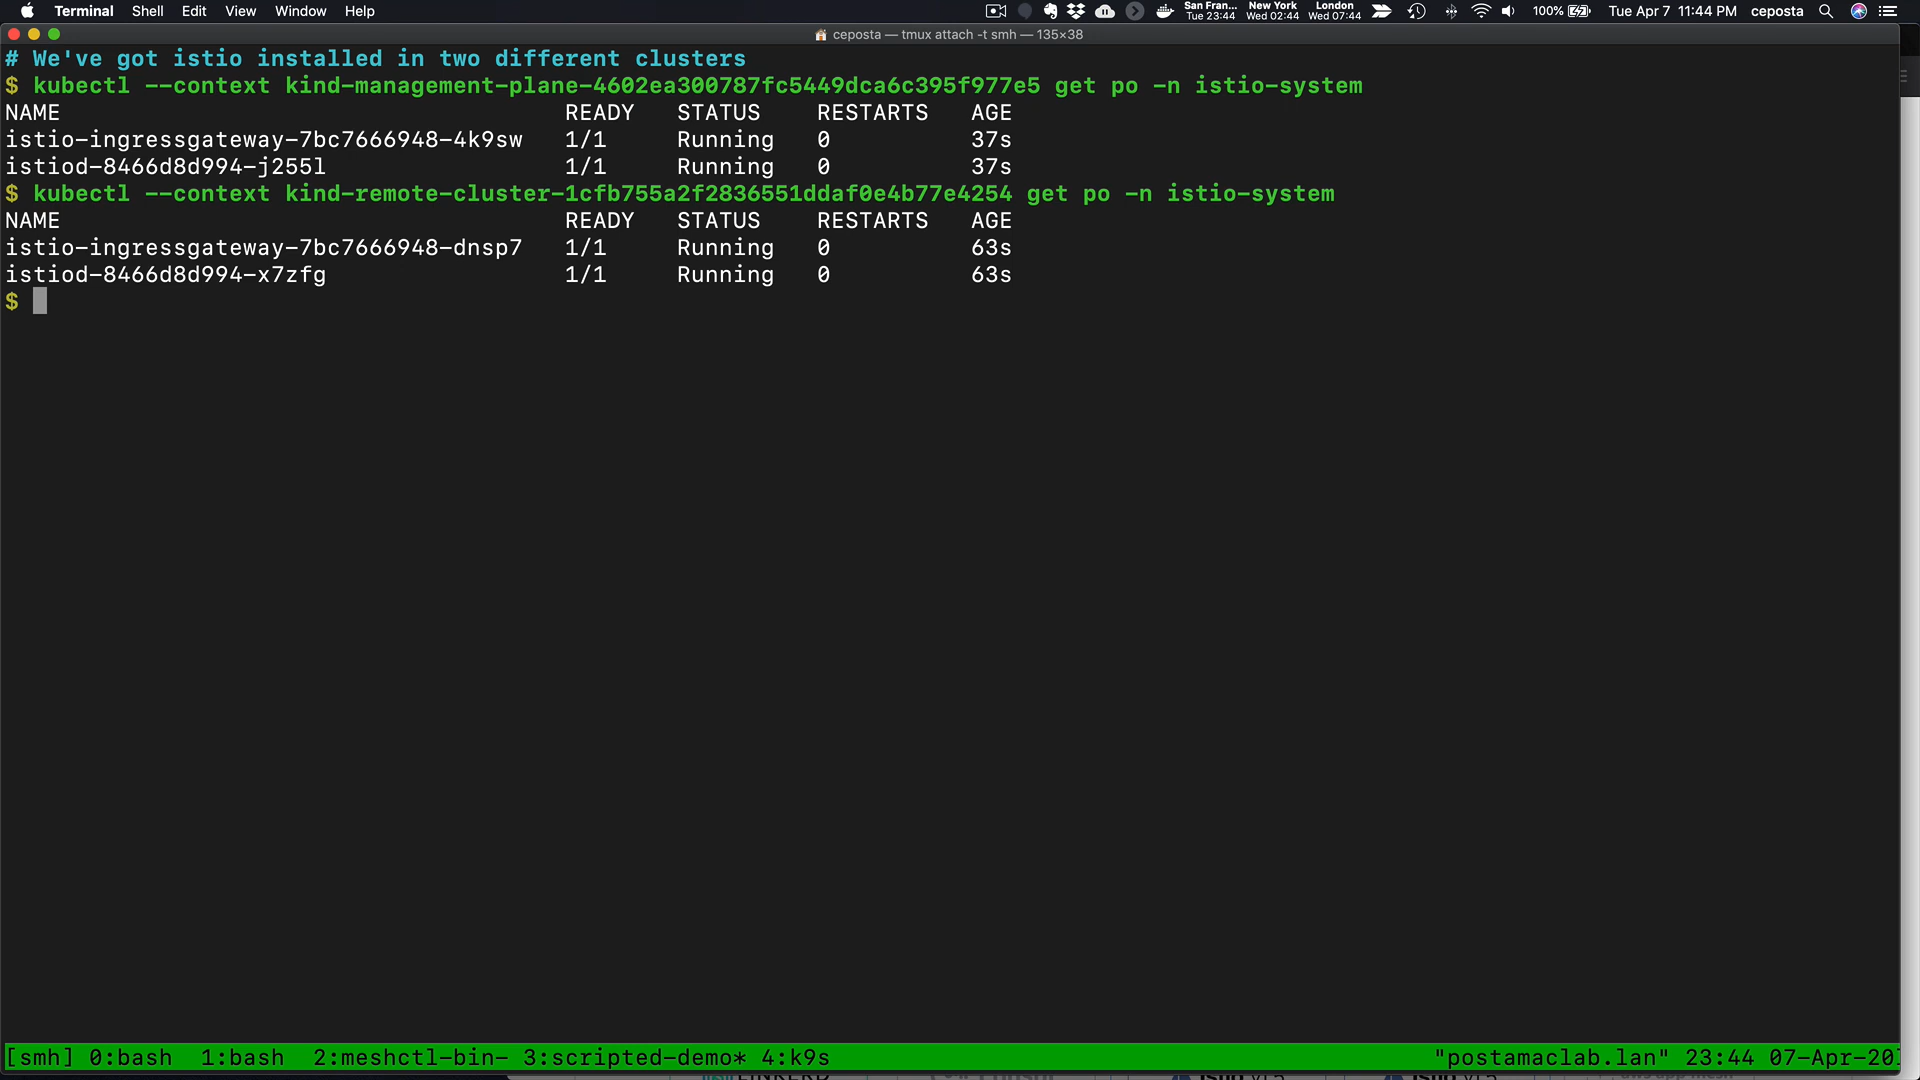 Terminal Shell Edit View Window Help San Fran... Tue 23:44 New York Wed 02:44 London Wed 07:44 100% Tue Apr 7 11:44 PM ceposta
ceposta — tmux attach -t smh — 135×38
# We've got istio installed in two different clusters
$ kubectl --context kind-management-plane-4602ea300787fc5449dca6c395f977e5 get po -n istio-system
NAME READY STATUS RESTARTS AGE
istio-ingressgateway-7bc7666948-4k9sw 1/1 Running 0 37s
istiod-8466d8d994-j255l 1/1 Running 0 37s
$ kubectl --context kind-remote-cluster-1cfb755a2f2836551ddaf0e4b77e4254 get po -n istio-system
NAME READY STATUS RESTARTS AGE
istio-ingressgateway-7bc7666948-dnsp7 1/1 Running 0 63s
istiod-8466d8d994-x7zfg 1/1 Running 0 63s
$
[smh] 0:bash 1:bash 2:meshctl-bin- 3:scripted-demo* 4:k9s "postamaclab.lan" 23:44 07-Apr-20